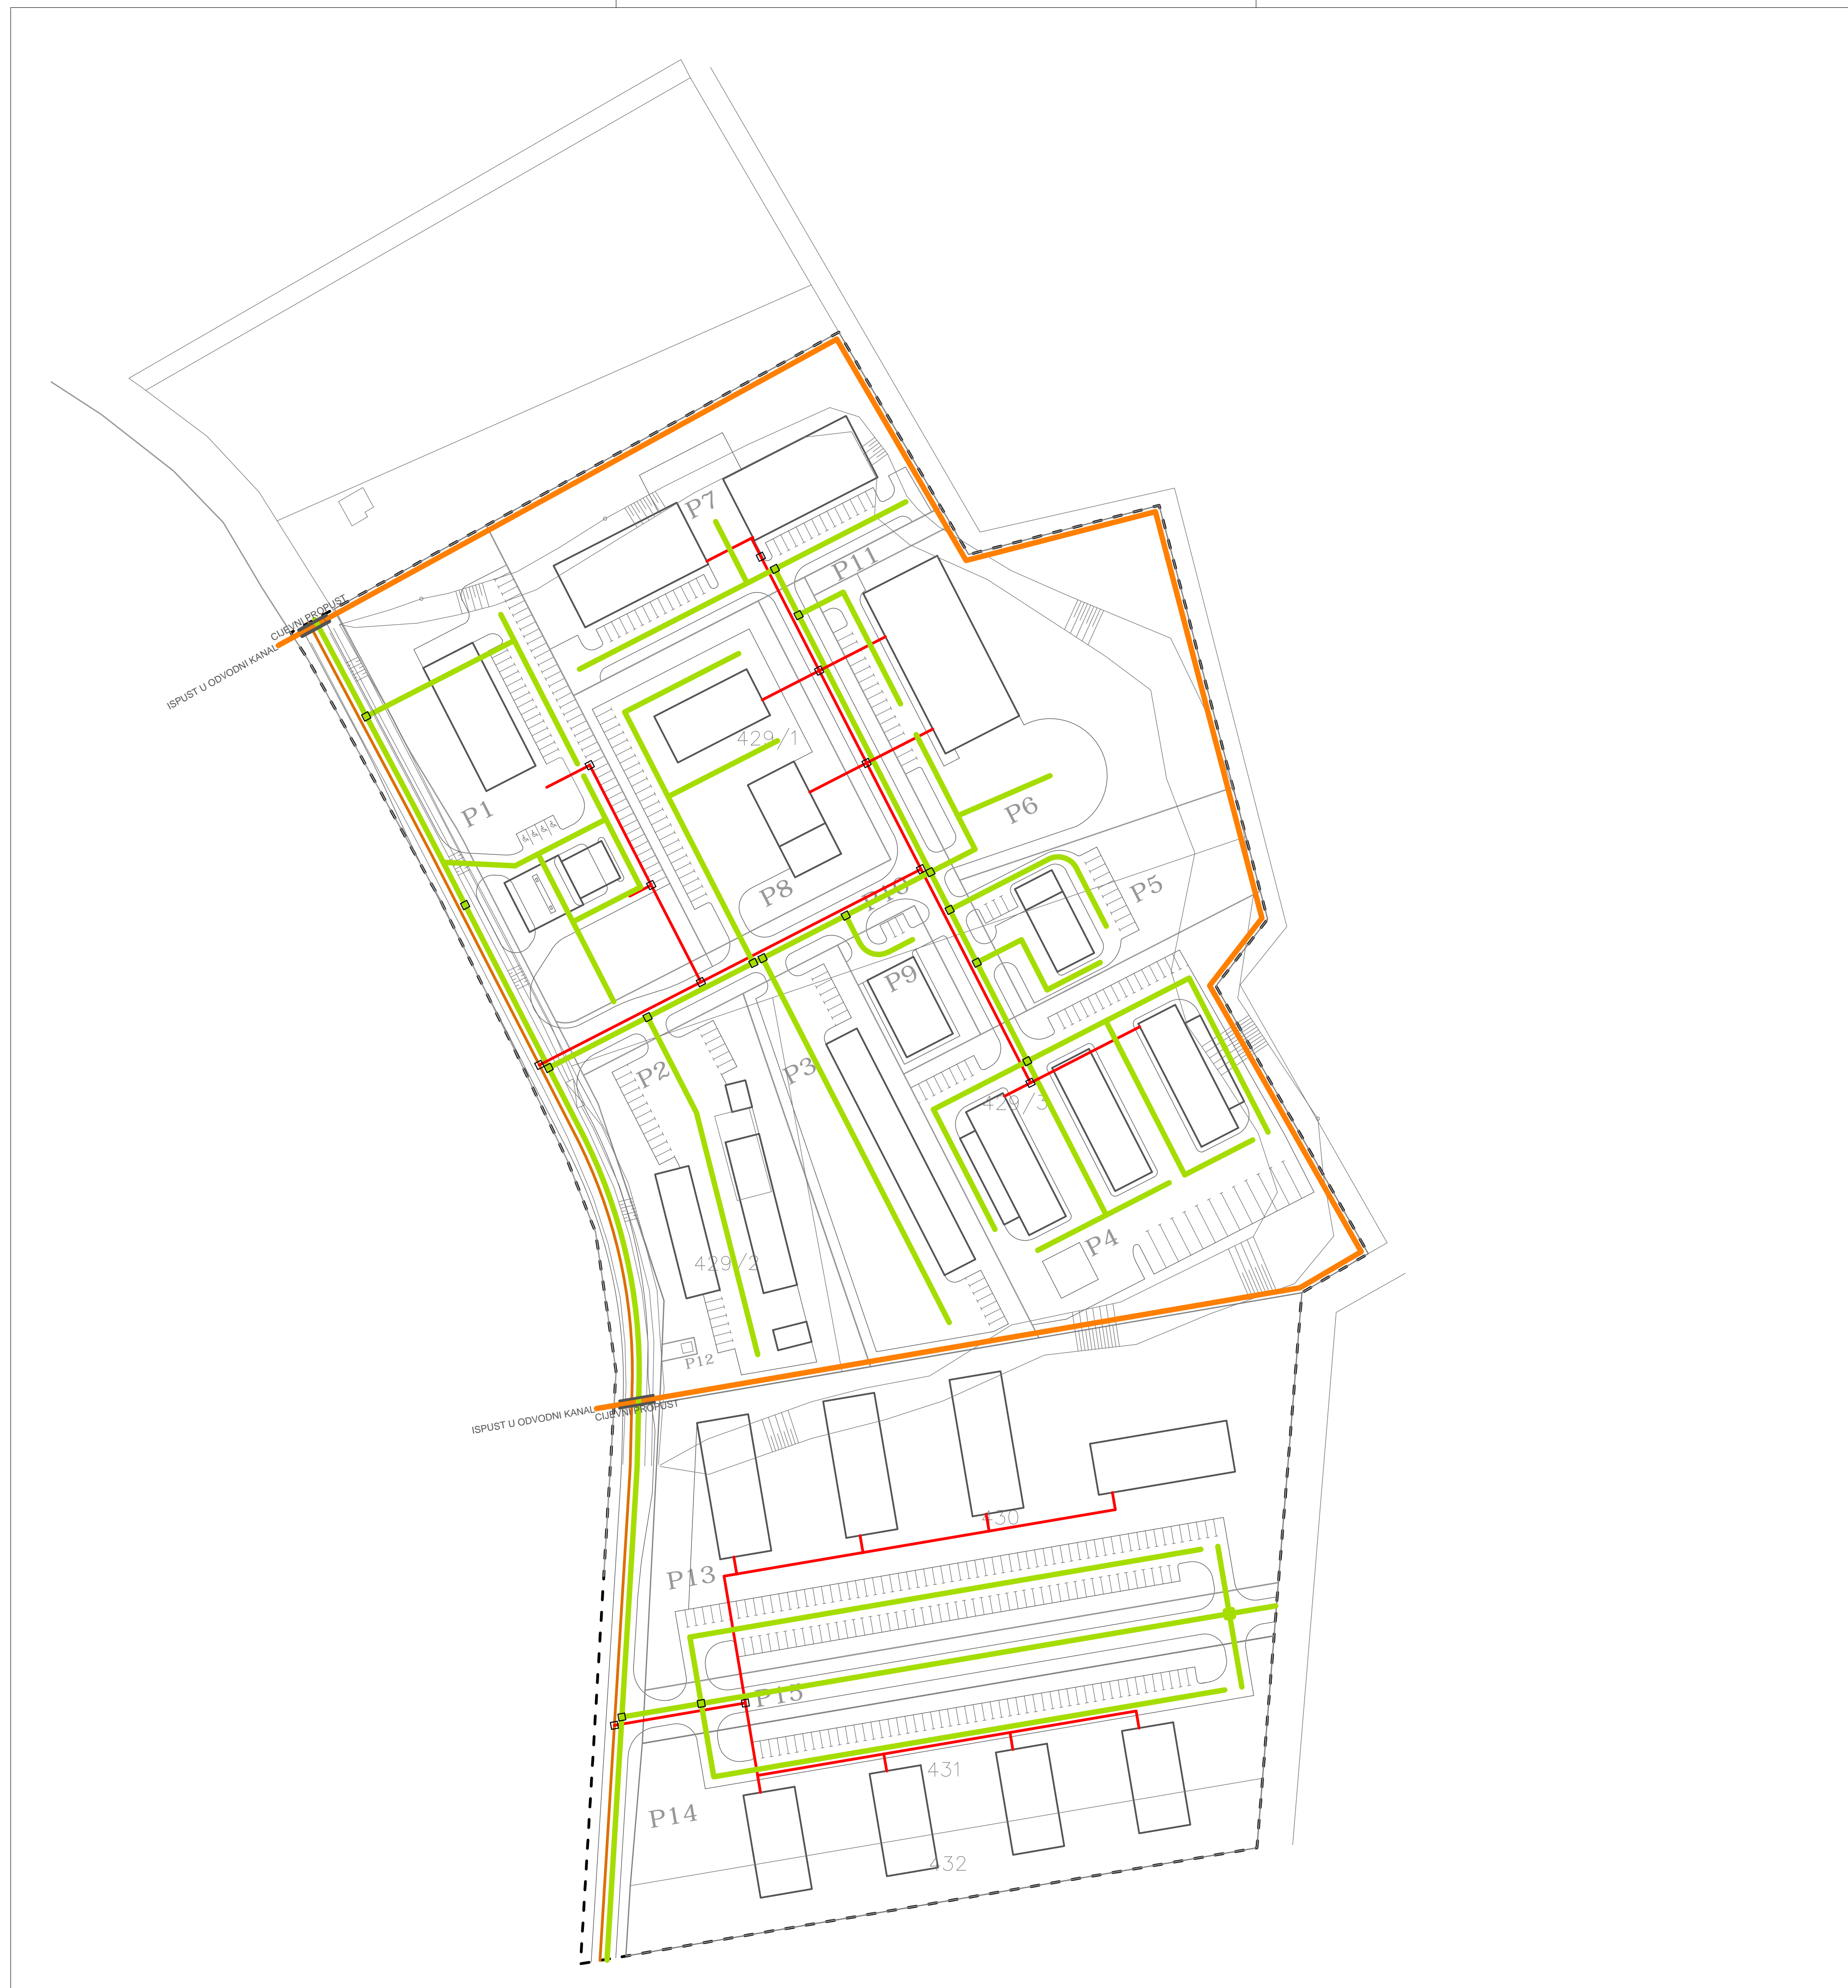 P7
P11
CIJEVNI PROPUST
ISPUST U ODVODNI KANAL
429/1
P1
P6
P8
P10
P5
P9
P2
P3
429/3
P4
429/2
P12
ISPUST U ODVODNI KANAL
CIJEVNI PROPUST
430
P13
P15
431
P14
432